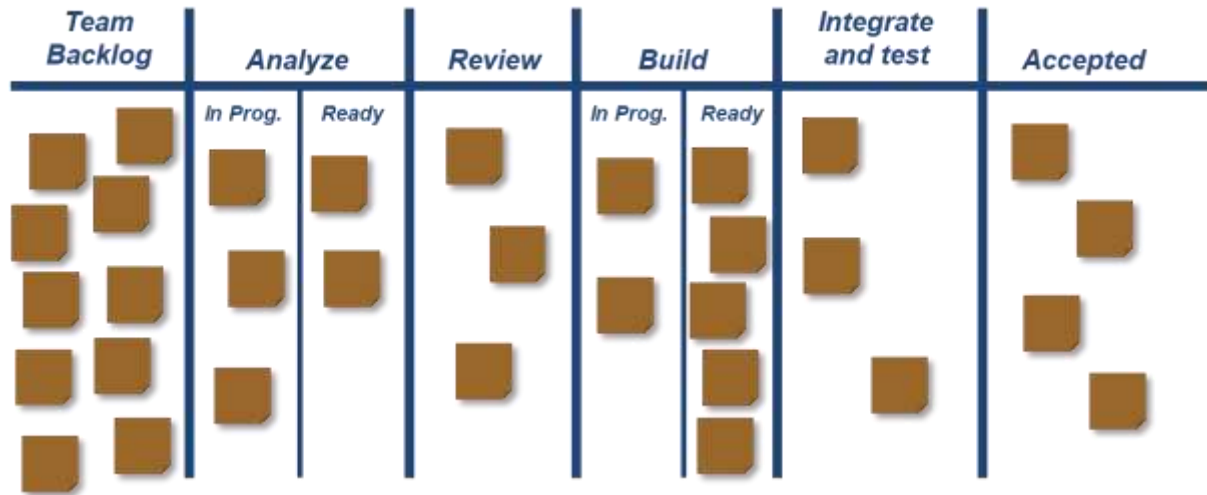 Team
Backlog
Analyze
Review
Build
Integrate
and test
Accepted
In Prog.
Ready
In Prog.
Ready